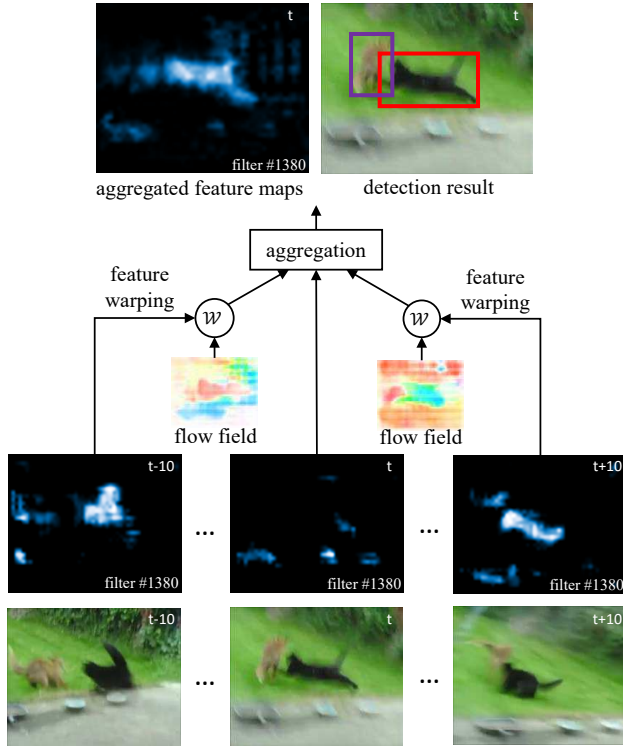 t
t
filter #1380
aggregated feature maps
detection result
aggregation
feature
warping
feature
warping
𝒲
𝒲
flow field
flow field
t-10
t
t+10
...
...
filter #1380
filter #1380
filter #1380
t-10
t
t+10
...
...